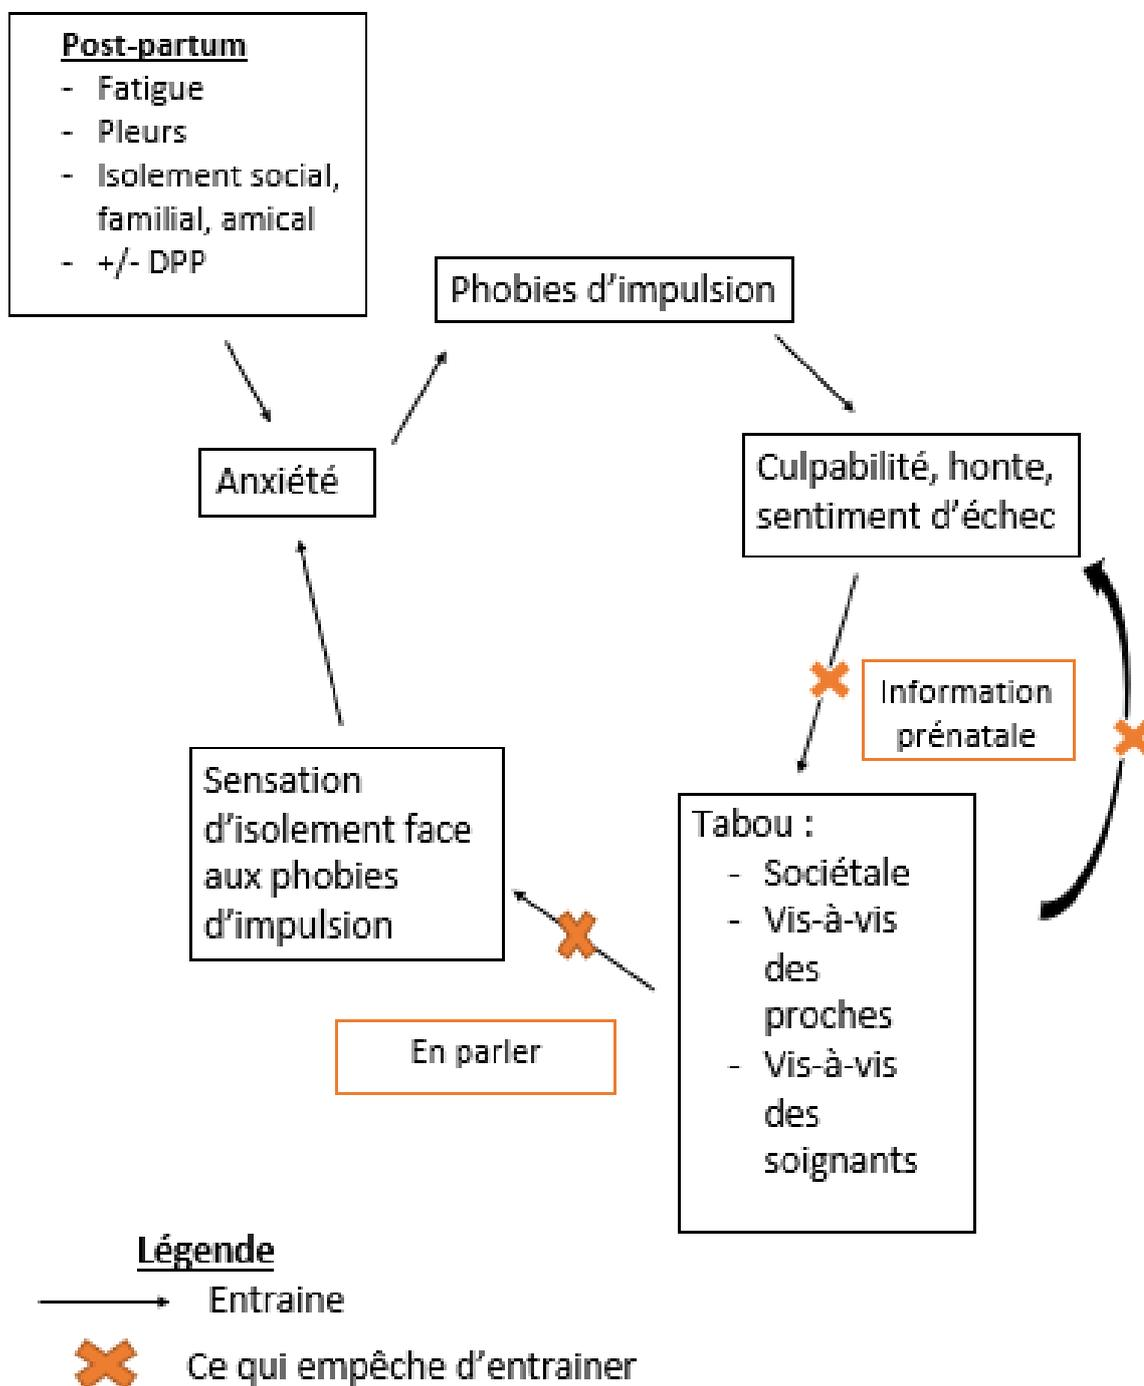 Post-partum
- Fatigue
- Pleurs
- Isolement social,
familial, amical
- +/- DPP
Phobies d’impulsion
Anxiété
Culpabilité, honte,
sentiment d’échec
Information
prénatale
Sensation
d’isolement face
aux phobies
d’impulsion
Tabou :
- Sociétale
- Vis-à-vis
des
proches
- Vis-à-vis
des
soignants
En parler
Légende
Entraine
Ce qui empêche d’entrainer